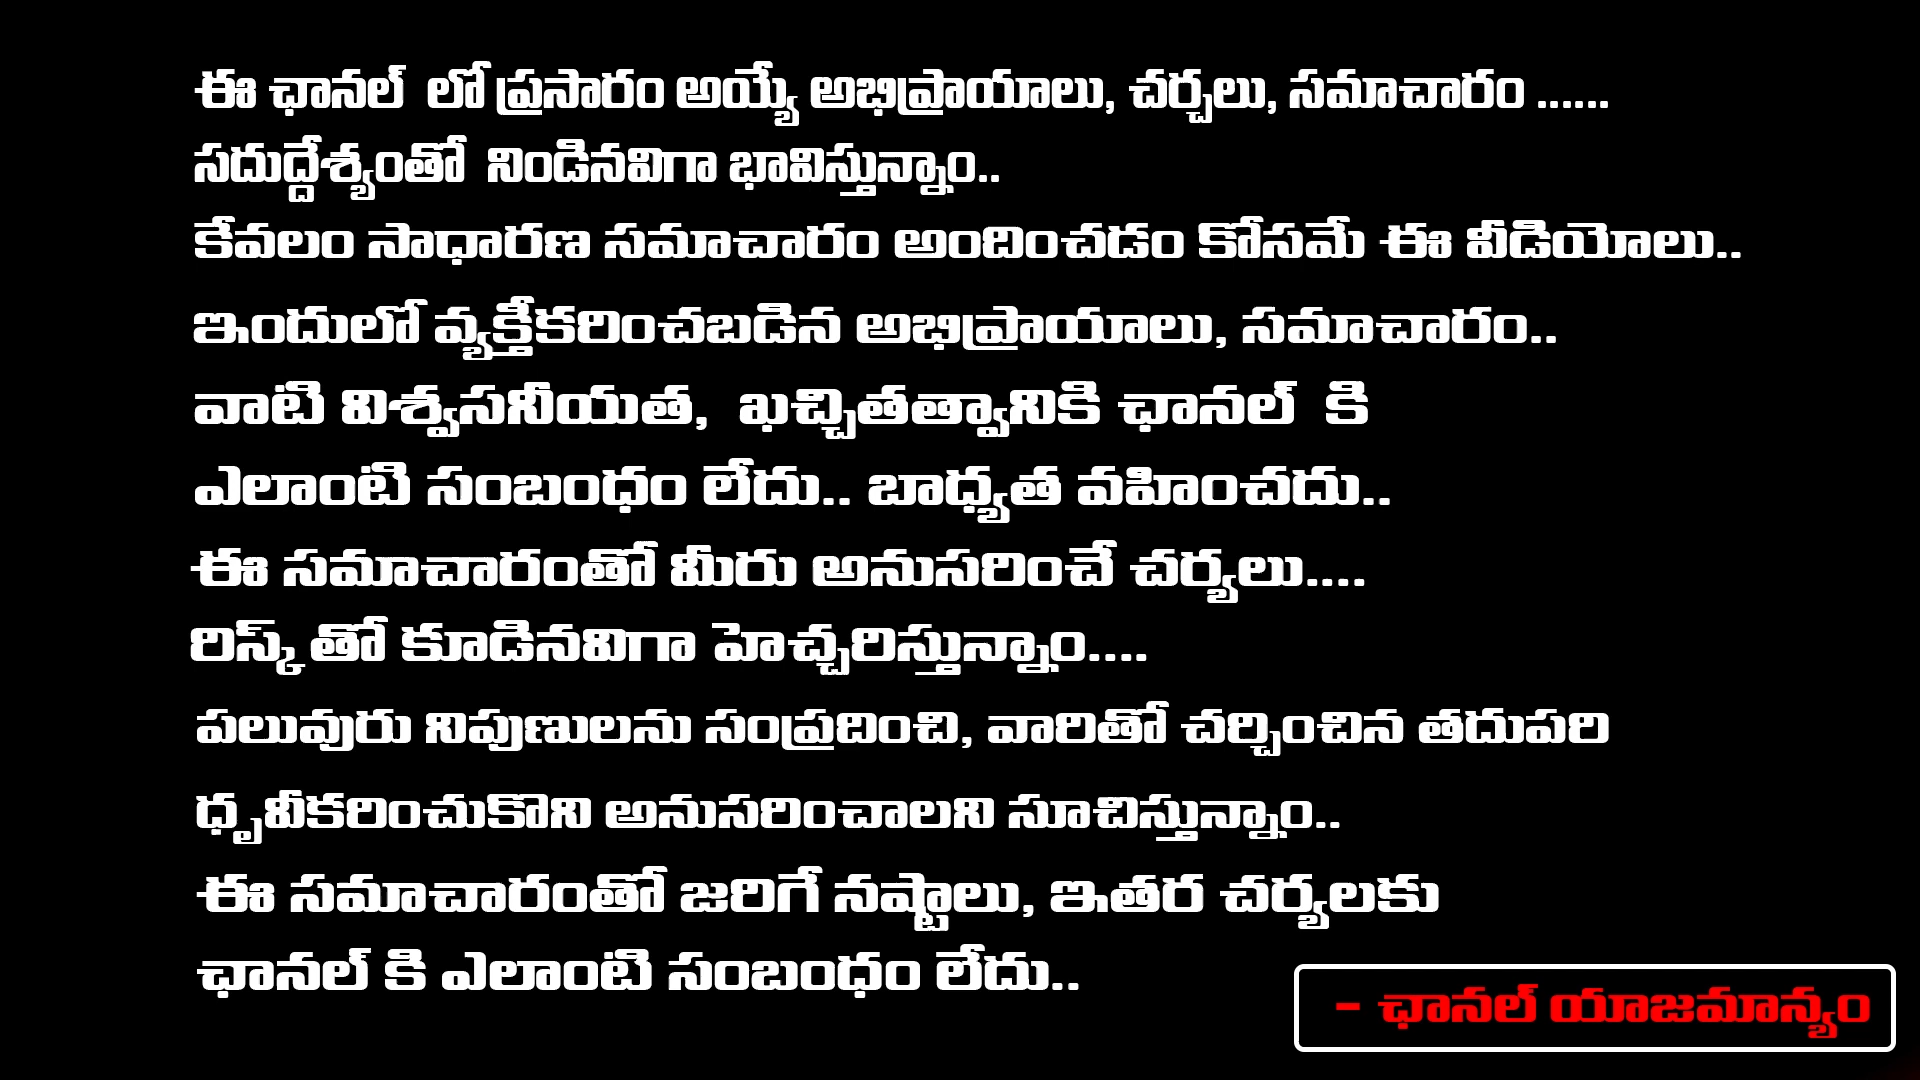 ఈ ఛానల్ లో ప్రసారం అయ్యే అభిప్రాయాలు, చర్చలు, సమాచారం ......
సదుద్దేశ్యంతో నిండినవిగా భావిస్తున్నాం..
కేవలం సాధారణ సమాచారం అందించడం కోసమే ఈ వీడియోలు..
ఇందులో వ్యక్తీకరించబడిన అభిప్రాయాలు, సమాచారం..
వాటి విశ్వసనీయత, ఖచ్చితత్వానికి ఛానల్ కి
ఎలాంటి సంబంధం లేదు.. బాధ్యత వహించదు..
ఈ సమాచారంతో మీరు అనుసరించే చర్యలు....
రిస్క్ తో కూడినవిగా హెచ్చరిస్తున్నాం....
పలువురు నిపుణులను సంప్రదించి, వారితో చర్చించిన తదుపరి
ధృవీకరించుకొని అనుసరించాలని సూచిస్తున్నాం..
ఈ సమాచారంతో జరిగే నష్టాలు, ఇతర చర్యలకు
ఛానల్ కి ఎలాంటి సంబంధం లేదు..
- ఛానల్ యాజమాన్యం